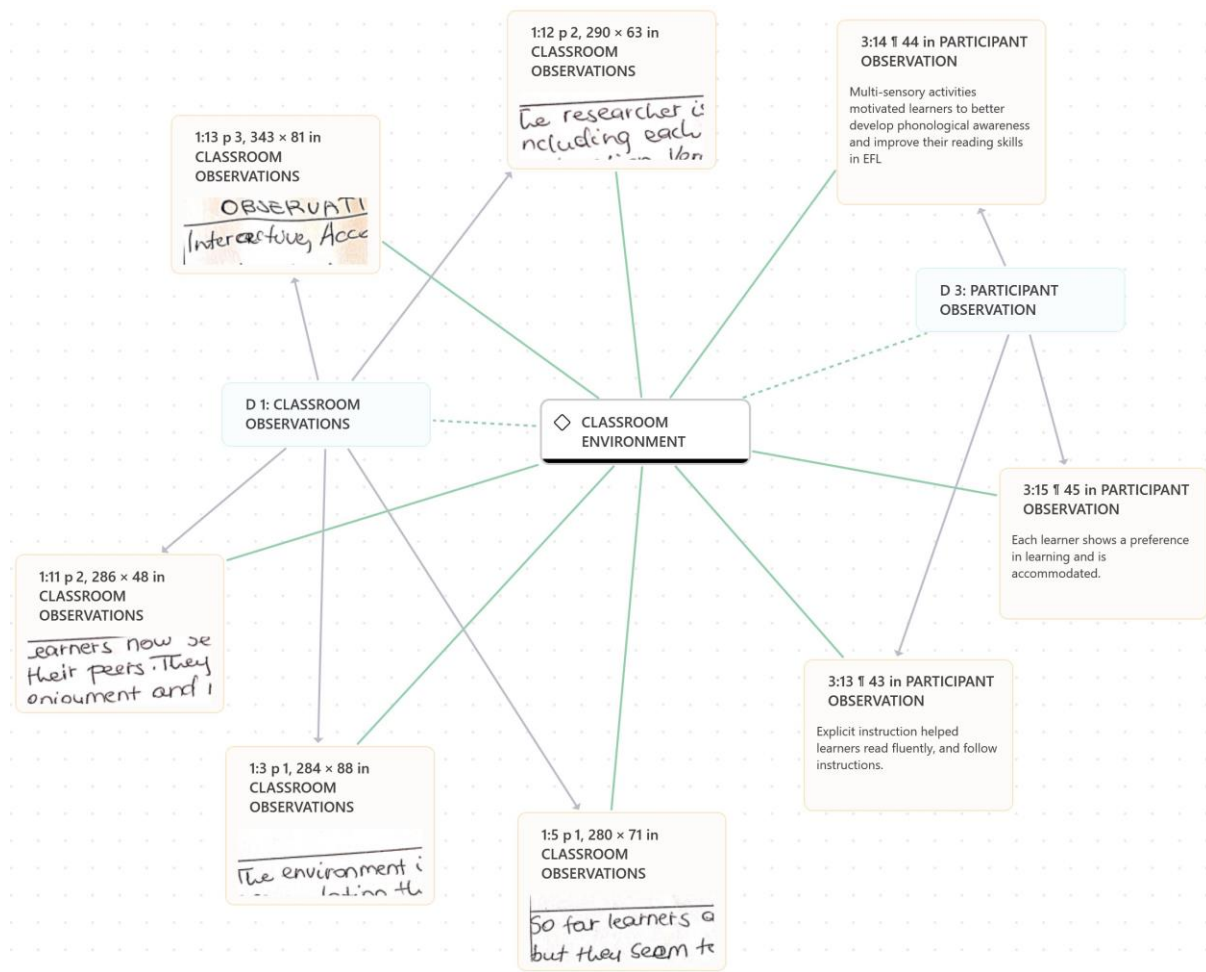 1:12 p 2, 290 × 63 in
CLASSROOM
OBSERVATIONS
The researcher is
ncluding each
3:14 ¶ 44 in PARTICIPANT
OBSERVATION
Multi-sensory activities
motivated learners to better
develop phonological awareness
and improve their reading skills
in EFL
1:13 p 3, 343 × 81 in
CLASSROOM
OBSERVATIONS
OBSERVATI
Interactive, Acce
D 3: PARTICIPANT
OBSERVATION
D 1: CLASSROOM
OBSERVATIONS
CLASSROOM
ENVIRONMENT
3:15 ¶ 45 in PARTICIPANT
OBSERVATION
Each learner shows a preference
in learning and is
accommodated.
1:11 p 2, 286 × 48 in
CLASSROOM
OBSERVATIONS
earners now se
their peers. They
enjoyment and
3:13 ¶ 43 in PARTICIPANT
OBSERVATION
Explicit instruction helped
learners read fluently, and follow
instructions.
1:3 p 1, 284 × 88 in
CLASSROOM
OBSERVATIONS
The environment i
th
1:5 p 1, 280 × 71 in
CLASSROOM
OBSERVATIONS
So far learners a
but they seem te